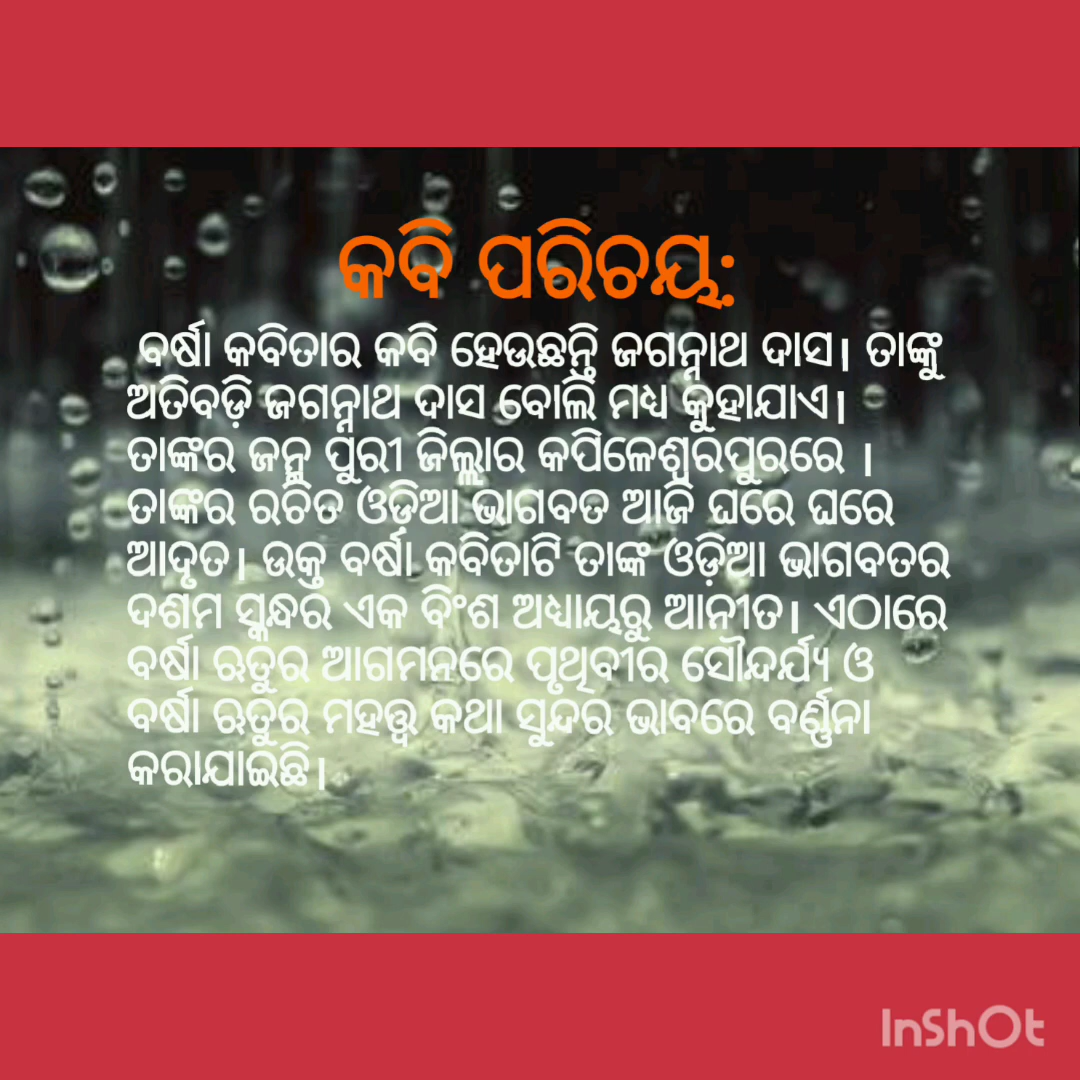 କବି ପରିଚୟ:
ବର୍ଷା କବିତାର କବି ହେଉଛନ୍ତି ଜଗନ୍ନାଥ ଦାସ। ତାଙ୍କୁ
ଅତିବଡ଼ି ଜଗନ୍ନାଥ ଦାସ ବୋଲି ମଧ୍ୟ କୁହାଯାଏ।
ତାଙ୍କର ଜନ୍ମ ପୁରୀ ଜିଲ୍ଲାର କପିଳେଶ୍ୱରପୁରରେ ।
ତାଙ୍କର ରଚିତ ଓଡ଼ିଆ ଭାଗବତ ଆଜି ଘରେ ଘରେ
ଆଦୃତ। ଉକ୍ତ ବର୍ଷା କବିତାଟି ତାଙ୍କ ଓଡ଼ିଆ ଭାଗବତର
ଦଶମ ସ୍କନ୍ଧର ଏକ ବିଂଶ ଅଧ୍ୟାୟରୁ ଆନୀତ। ଏଠାରେ
ବର୍ଷା ଋତୁର ଆଗମନରେ ପୃଥିବୀର ସୌନ୍ଦର୍ଯ୍ୟ ଓ
ବର୍ଷା ଋତୁର ମହତ୍ତ୍ୱ କଥା ସୁନ୍ଦର ଭାବରେ ବର୍ଣ୍ଣନା
କରାଯାଇଛି।
InShOt